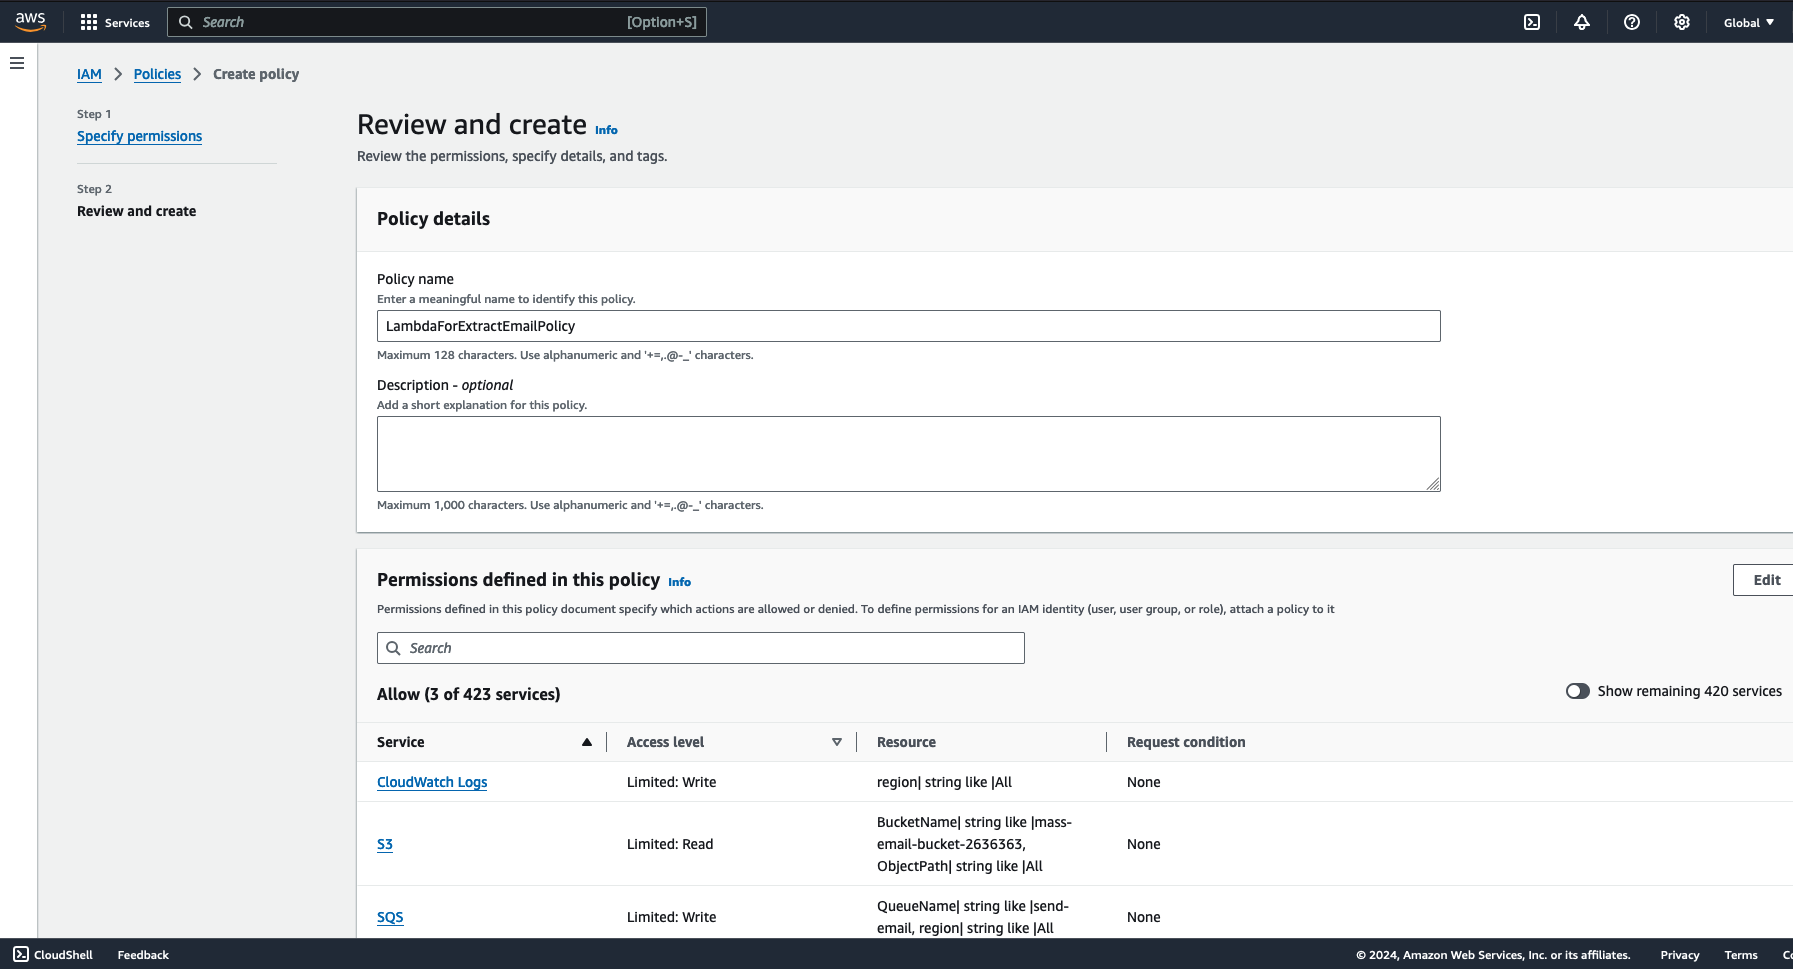 aws
Services
Search
[Option+S]
Global
IAM > Policies > Create policy
Step 1
Specify permissions
Step 2
Review and create
Review and create Info
Review the permissions, specify details, and tags.
Policy details
Policy name
Enter a meaningful name to identify this policy.
LambdaForExtractEmailPolicy
Maximum 128 characters. Use alphanumeric and '+=,.@-_' characters.
Description - optional
Add a short explanation for this policy.
Maximum 1,000 characters. Use alphanumeric and '+=,.@-_' characters.
Permissions defined in this policy Info
Edit
Permissions defined in this policy document specify which actions are allowed or denied. To define permissions for an IAM identity (user, user group, or role), attach a policy to it
Search
Allow (3 of 423 services)
Show remaining 420 services
Service Access level Resource Request condition
CloudWatch Logs Limited: Write region| string like |All None
BucketName| string like |mass-
S3 Limited: Read email-bucket-2636363, None
ObjectPath| string like |All
QueueName| string like |send-
SQS Limited: Write None
email, region| string like |All
CloudShell Feedback
© 2024, Amazon Web Services, Inc. or its affiliates. Privacy Terms